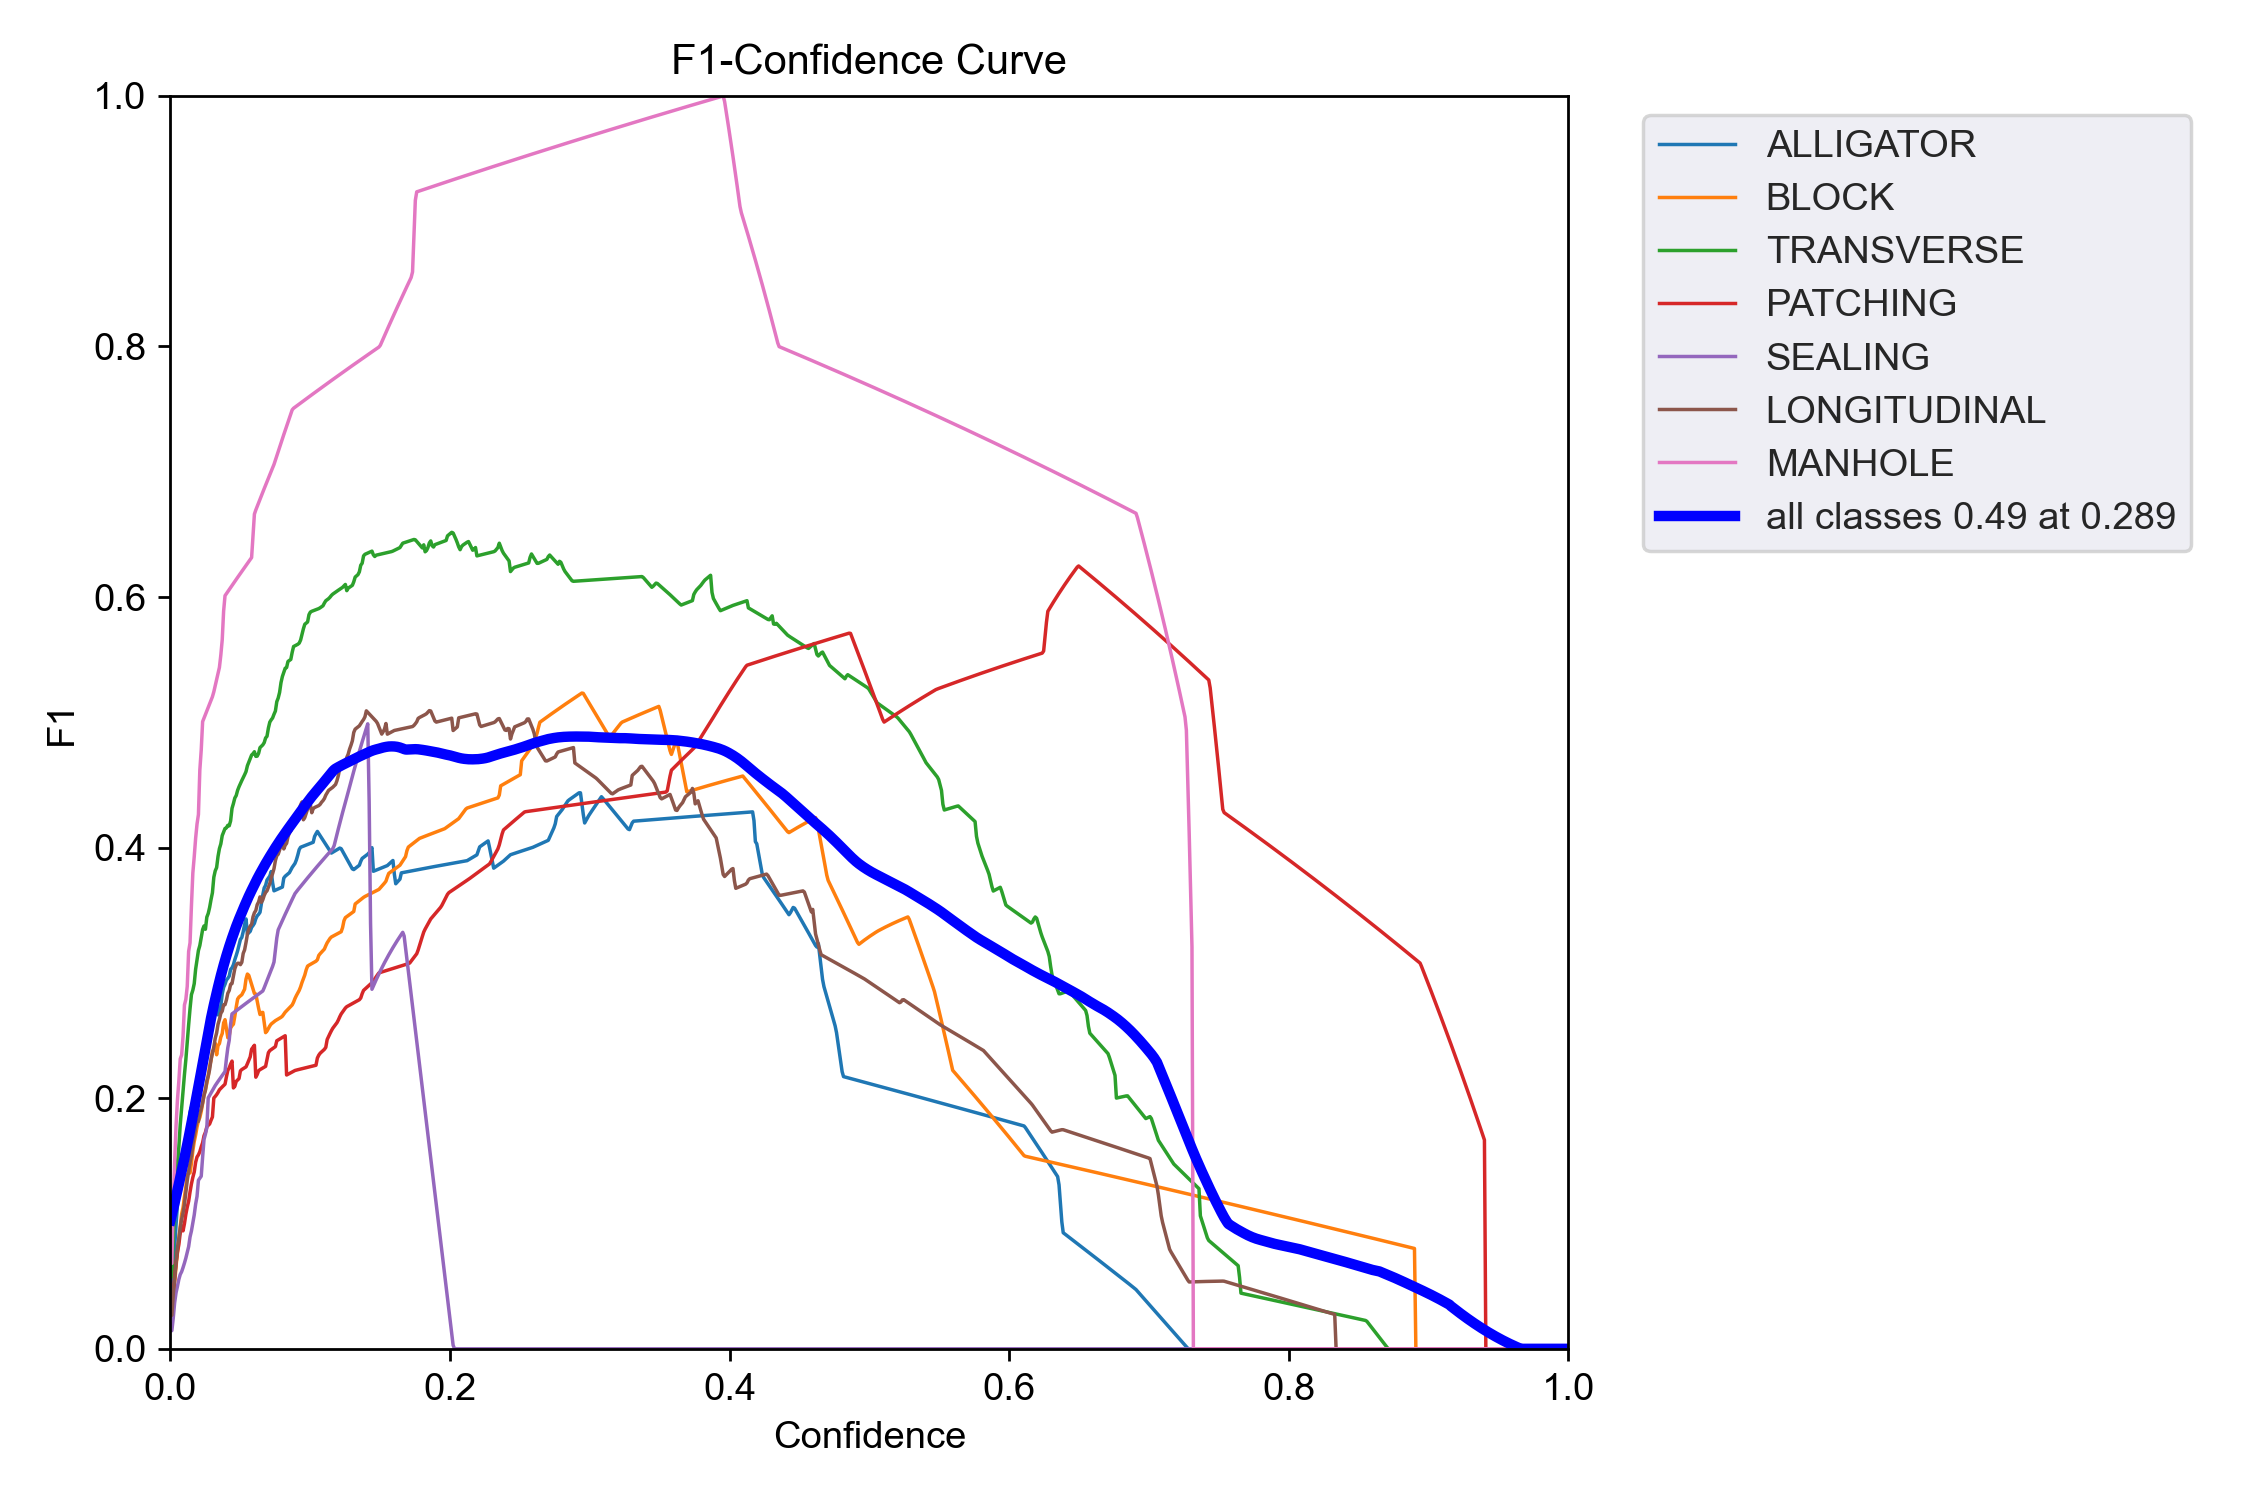 F1-Confidence Curve
1.0
0.8
0.6
0.4
0.2
0.0
F1
0.0 0.2 0.4 0.6 0.8 1.0
Confidence
ALLIGATOR
BLOCK
TRANSVERSE
PATCHING
SEALING
LONGITUDINAL
MANHOLE
all classes 0.49 at 0.289